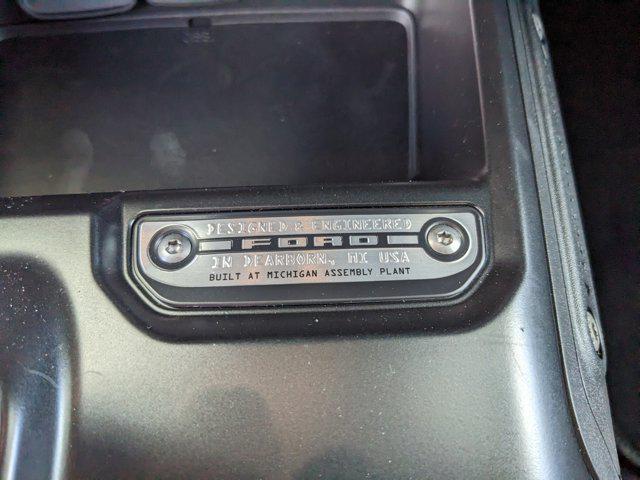 DESIGNED & ENGINEERED
FORD
IN DEARBORN, MI USA
BUILT AT MICHIGAN ASSEMBLY PLANT